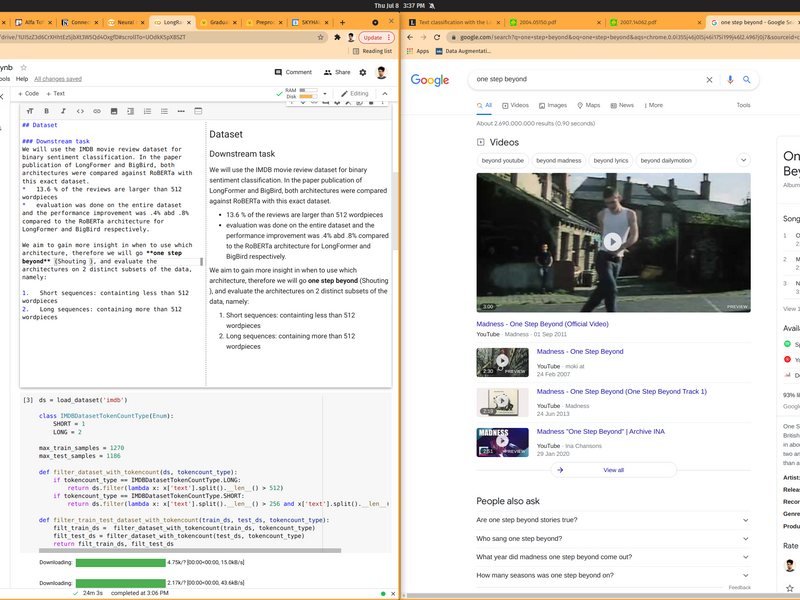 Thu Jul 8 3:37 PM
Alfa Tel
Connec
Neural
LongRa
Gradu
Preproc
SKYHA
Text classification with the L
2004.05150.pdf
2007.14062.pdf
one step beyond - Google Sea
Update
google.com/search?q=one+step+beyond&oq=one+step+beyond&aqs=chrome.
Reading list
Apps
Data Augmentati...
ynb
Comment
Share
Google
one step beyond
ools Help All changes saved
+ Code + Text
RAM
Disk
Editing
All
Videos
Images
Maps
News
More
Tools
About 2.690.000.000 results (0,90 seconds)
## Dataset
### Downstream task
We will use the IMDB movie review dataset for
binary sentiment classification. In the paper
publication of LongFormer and BigBird, both
architectures were compared against RoBERTa with
this exact dataset.
* 13.6 % of the reviews are larger than 512
wordpieces
* evaluation was done on the entire dataset
and the performance improvement was .4% abd .8%
compared to the RoBERTa architecture for
LongFormer and BigBird respectively.
We aim to gain more insight in when to use which
architecture, therefore we will go **one step
beyond** (Shouting ), and evaluate the
architectures on 2 distinct subsets of the data,
namely:
1. Short sequences: containting less than 512
wordpieces
2. Long sequences: containing more than 512
wordpieces
Dataset
Downstream task
We will use the IMDB movie review dataset for binary
sentiment classification. In the paper publication of
LongFormer and BigBird, both architectures were compared
against RoBERTa with this exact dataset.
• 13.6 % of the reviews are larger than 512 wordpieces
• evaluation was done on the entire dataset and the
performance improvement was .4% abd .8% compared to
the RoBERTa architecture for LongFormer and
BigBird respectively.
We aim to gain more insight in when to use which
architecture, therefore we will go one step beyond (Shouting
), and evaluate the architectures on 2 distinct subsets of the
data, namely:
1. Short sequences: containting less than 512
wordpieces
2. Long sequences: containing more than 512
wordpieces
[3] ds = load_dataset('imdb')
class IMDBDatasetTokenCountType(Enum):
SHORT = 1
LONG = 2
max_train_samples = 1270
max_test_samples = 1186
def filter_dataset_with_tokencount(ds, tokencount_type):
if tokencount_type == IMDBDatasetTokenCountType.LONG:
return ds.filter(lambda x: x['text'].split().__len__() > 512)
if tokencount_type == IMDBDatasetTokenCountType.SHORT:
return ds.filter(lambda x: x['text'].split().__len__() > 256 and x['text'].split().__len__
def filter_train_test_dataset_with_tokencount(train_ds, test_ds, tokencount_type):
filt_train_ds = filter_dataset_with_tokencount(train_ds, tokencount_type)
filt_test_ds = filter_dataset_with_tokencount(test_ds, tokencount_type)
return filt_train_ds, filt_test_ds
Downloading: 4.75k/? [00:00<00:00, 15.0kB/s]
Downloading: 2.17k/? [00:00<00:00, 43.6kB/s]
24m 3s completed at 3:06 PM
Videos
beyond youtube
beyond madness
beyond lyrics
beyond dailymotion
3:00
PREVIEW
Madness - One Step Beyond (Official Video)
YouTube · Madness · 01 Sep 2011
2:30
PREVIEW
Madness - One Step Beyond
YouTube · moki at
24 Feb 2007
2:19
Madness - One Step Beyond (One Step Beyond Track 1)
YouTube · Madness
24 Jun 2013
MADNESS
2:51
PREVIEW
Madness "One Step Beyond" | Archive INA
YouTube · Ina Chansons
29 Jan 2020
View all
People also ask
Are one step beyond stories true?
Who sang one step beyond?
What year did madness one step beyond come out?
How many seasons was one step beyond on?
Feedback
On
Bey
Album
Song
1
2
3
View 1
Availa
Sp
Yo
De
93% li
Googl
One S
British
in abo
two an
than a
Artist:
Releas
Recor
Genre
Produ
Rate